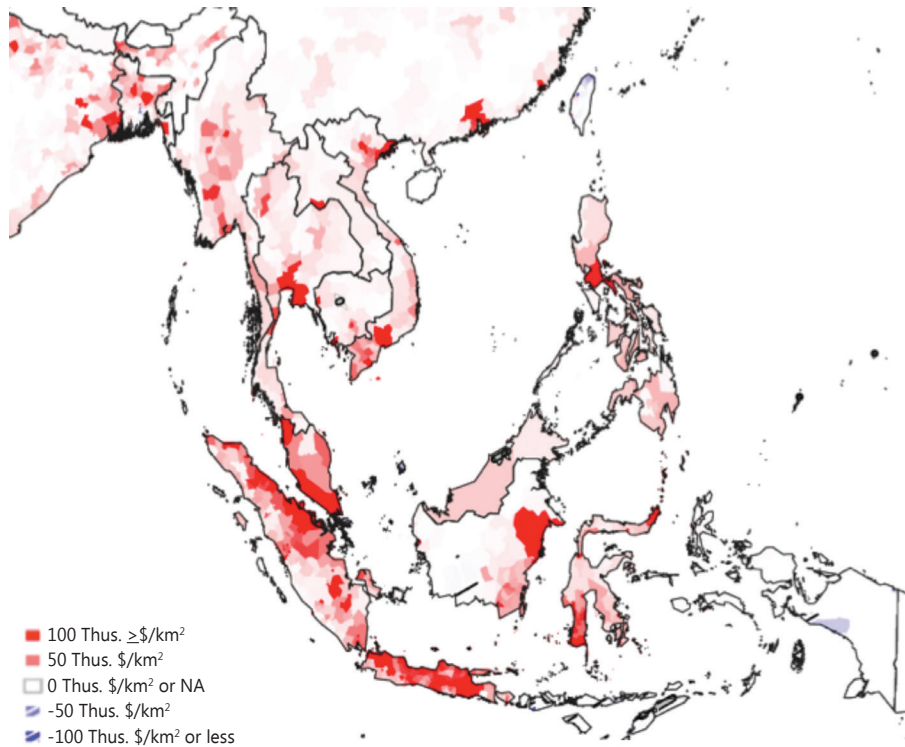 100 Thus. >$/km²
50 Thus. $/km²
0 Thus. $/km² or NA
-50 Thus. $/km²
-100 Thus. $/km² or less